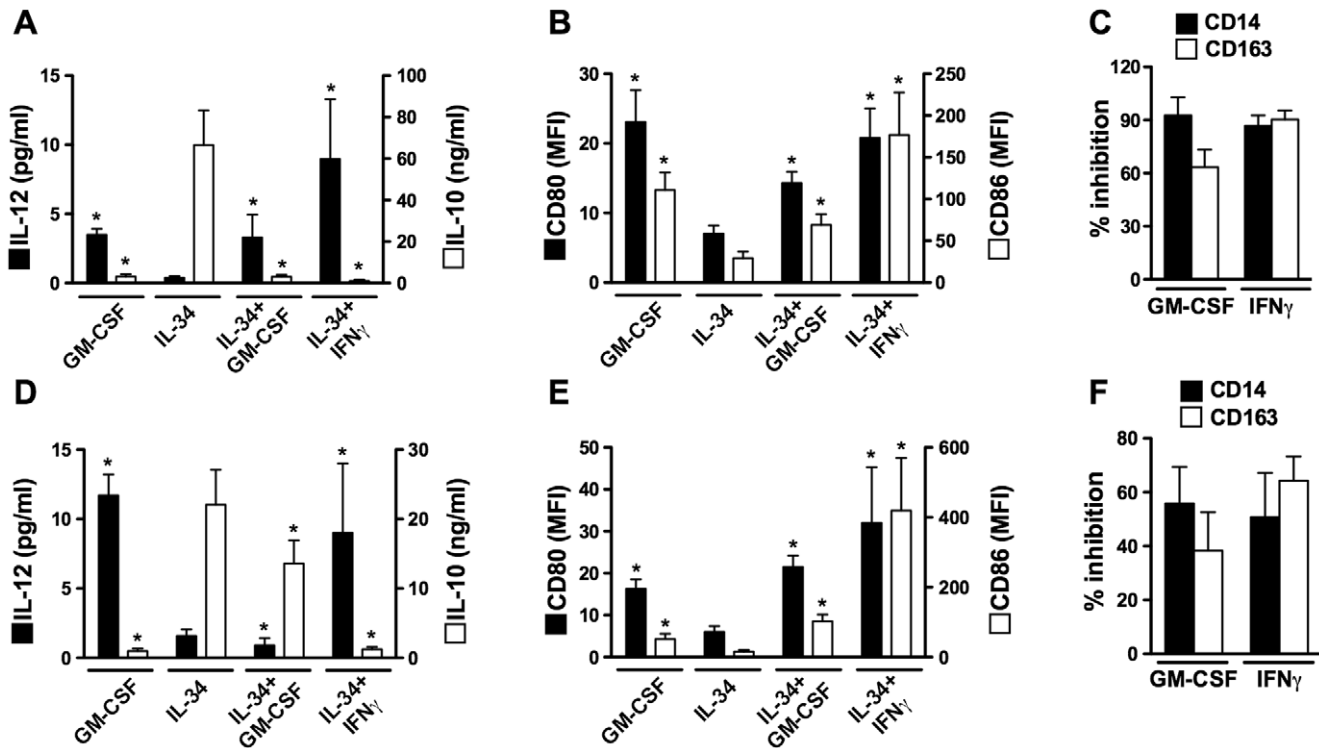 A
15
10
5
0
IL-12 (pg/ml)
100
80
60
40
20
0
IL-10 (ng/ml)
* * * * * *
GM-CSF
IL-34
IL-34+
GM-CSF
IL-34+
IFNγ
B
30
20
10
0
CD80 (MFI)
250
200
150
100
50
0
CD86 (MFI)
* * * * * *
GM-CSF
IL-34
IL-34+
GM-CSF
IL-34+
IFNγ
C
CD14
CD163
120
90
60
30
0
% inhibition
GM-CSF
IFNγ
D
15
10
5
0
IL-12 (pg/ml)
30
20
10
0
IL-10 (ng/ml)
* * * * * *
GM-CSF
IL-34
IL-34+
GM-CSF
IL-34+
IFNγ
E
50
40
30
20
10
0
CD80 (MFI)
600
400
200
0
CD86 (MFI)
* * * * * *
GM-CSF
IL-34
IL-34+
GM-CSF
IL-34+
IFNγ
F
CD14
CD163
80
60
40
20
0
% inhibition
GM-CSF
IFNγ